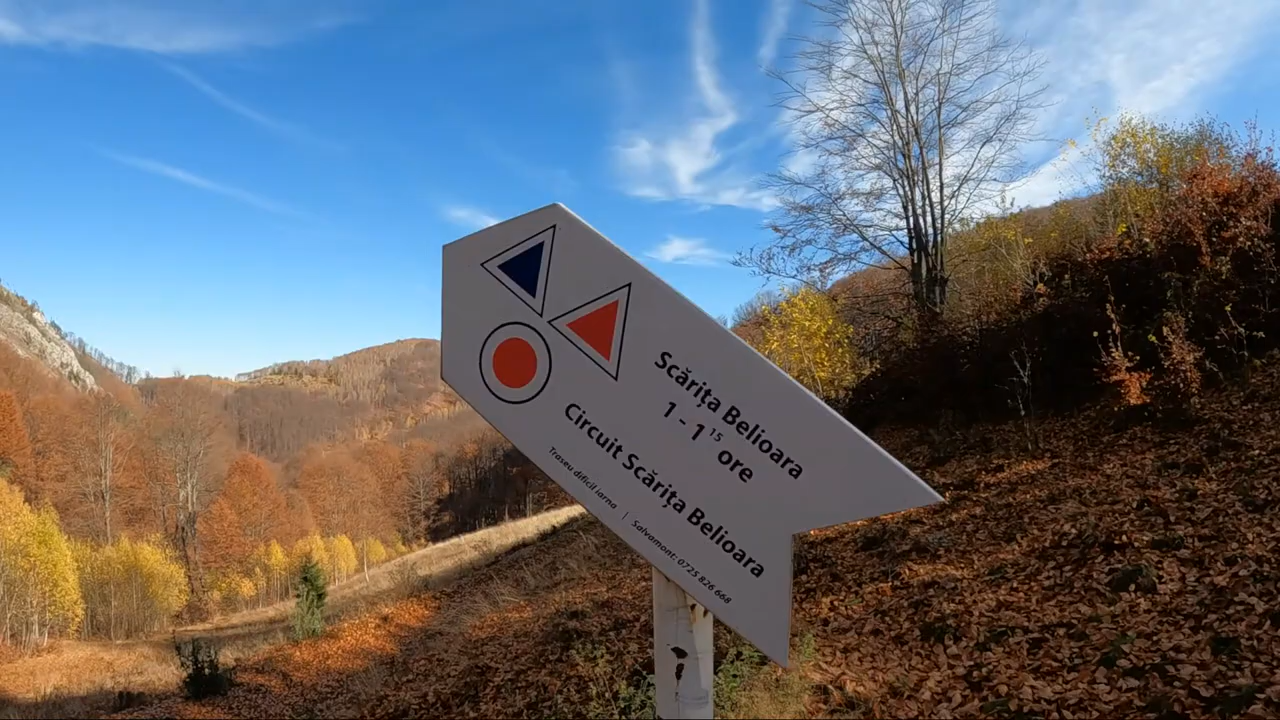 Scărița Belioara
1 - 1¹⁵ ore
Circuit Scărița Belioara
Traseu dificil iarna | Salvamont: 0725 826 668